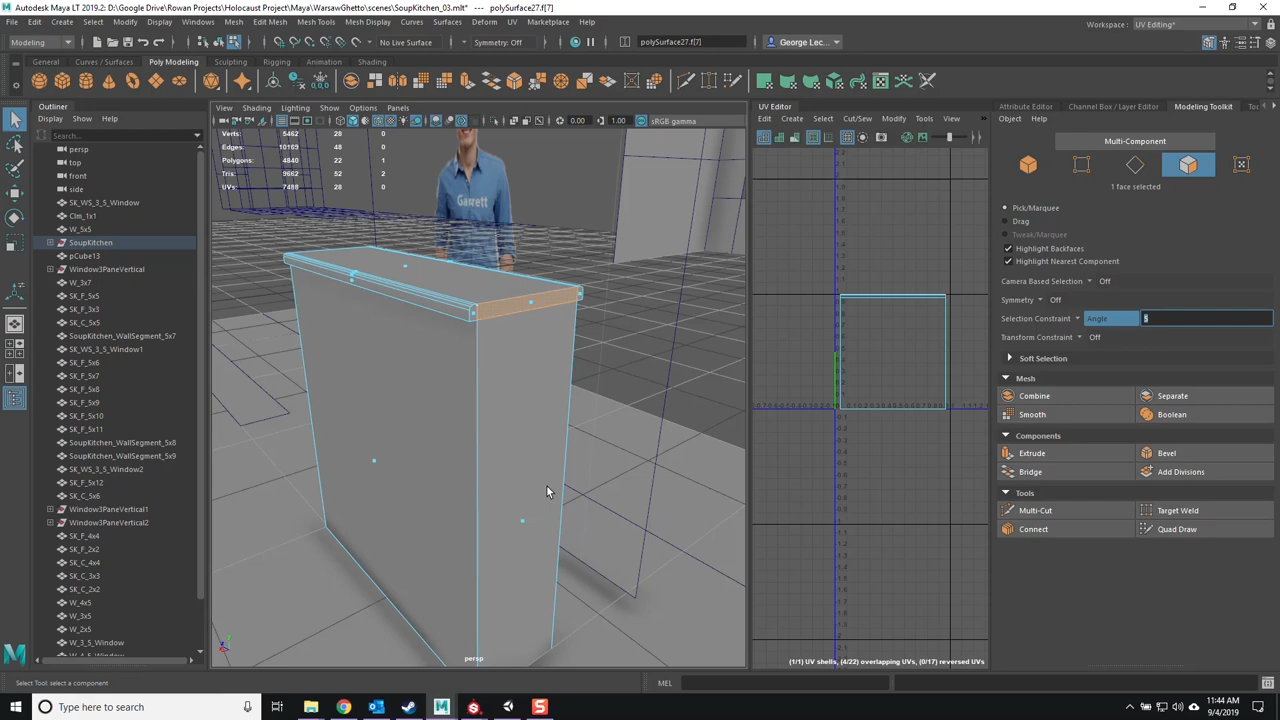 Autodesk Maya LT 2019.2: G:\Google Drive\Rowan Projects\Holocaust Project\Maya\WarsawGhetto\scenes\SoupKitchen_03.mlt* --- polySurface27.f[7]
File Edit Create Select Modify Display Windows Mesh Edit Mesh Mesh Tools Mesh Display Curves Surfaces Deform UV Marketplace Help
Workspace : UV Editing*
Modeling
No Live Surface
Symmetry: Off
polySurface27.f[7]
George Lec...
General Curves / Surfaces Poly Modeling Sculpting Rigging Animation Shading
Outliner
Display Show Help
Search...
persp
top
front
side
SK_WS_3_5_Window
Clm_1x1
W_5x5
SoupKitchen
pCube13
Window3PaneVertical
W_3x7
SK_F_5x5
SK_F_3x3
SK_C_5x5
SoupKitchen_WallSegment_5x7
SK_WS_3_5_Window1
SK_F_5x6
SK_F_5x7
SK_F_5x8
SK_F_5x9
SK_F_5x10
SK_F_5x11
SoupKitchen_WallSegment_5x8
SoupKitchen_WallSegment_5x9
SK_WS_3_5_Window2
SK_F_5x12
SK_C_5x6
Window3PaneVertical1
Window3PaneVertical2
SK_F_4x4
SK_F_2x2
SK_C_4x4
SK_C_3x3
SK_C_2x2
W_4x5
W_3x5
W_2x5
W_3_5_Window
View Shading Lighting Show Options Panels
0.00 1.00 sRGB gamma
Verts: 5462 28 0
Edges: 10169 48 0
Polygons: 4840 22 1
Tris: 9662 52 2
UVs: 7488 28 0
Garrett
persp
UV Editor
Edit Create Select Cut/Sew Modify Tools View
(1/1) UV shells, (4/22) overlapping UVs, (0/17) reversed UVs
Attribute Editor Channel Box / Layer Editor Modeling Toolkit
Object Help
Multi-Component
1 face selected
Pick/Marquee
Drag
Tweak/Marquee
Highlight Backfaces
Highlight Nearest Component
Camera Based Selection Off
Symmetry Off
Selection Constraint Angle
Transform Constraint Off
Soft Selection
Mesh
Combine Separate
Smooth Boolean
Components
Extrude Bevel
Bridge Add Divisions
Tools
Multi-Cut Target Weld
Connect Quad Draw
Select Tool: select a component
MEL
Type here to search
11:44 AM
9/4/2019